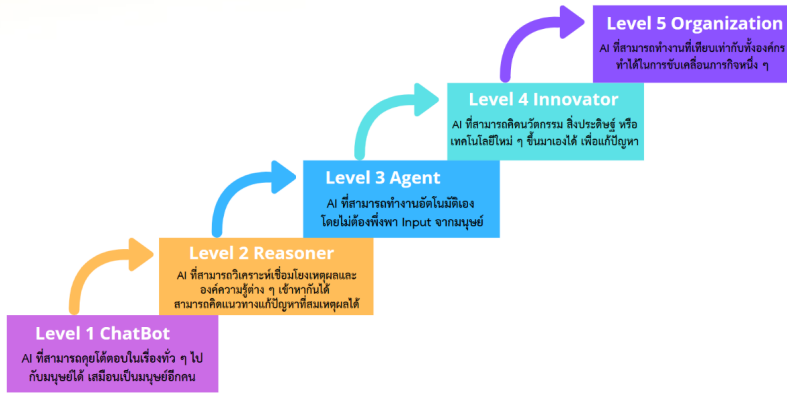 Level 5 Organization
AI ที่สามารถทำงานที่เทียบเท่ากับทั้งองค์กร
ทำได้ในการขับเคลื่อนภารกิจหนึ่ง ๆ
Level 4 Innovator
AI ที่สามารถคิดนวัตกรรม สิ่งประดิษฐ์ หรือ
เทคโนโลยีใหม่ ๆ ขึ้นมาเองได้ เพื่อแก้ปัญหา
Level 3 Agent
AI ที่สามารถทำงานอัตโนมัติเอง
โดยไม่ต้องพึ่งพา Input จากมนุษย์
Level 2 Reasoner
AI ที่สามารถวิเคราะห์เชื่อมโยงเหตุผลและ
องค์ความรู้ต่าง ๆ เข้าหากันได้
สามารถคิดแนวทางแก้ปัญหาที่สมเหตุผลได้
Level 1 ChatBot
AI ที่สามารถคุยโต้ตอบในเรื่องทั่ว ๆ ไป
กับมนุษย์ได้ เสมือนเป็นมนุษย์อีกคน